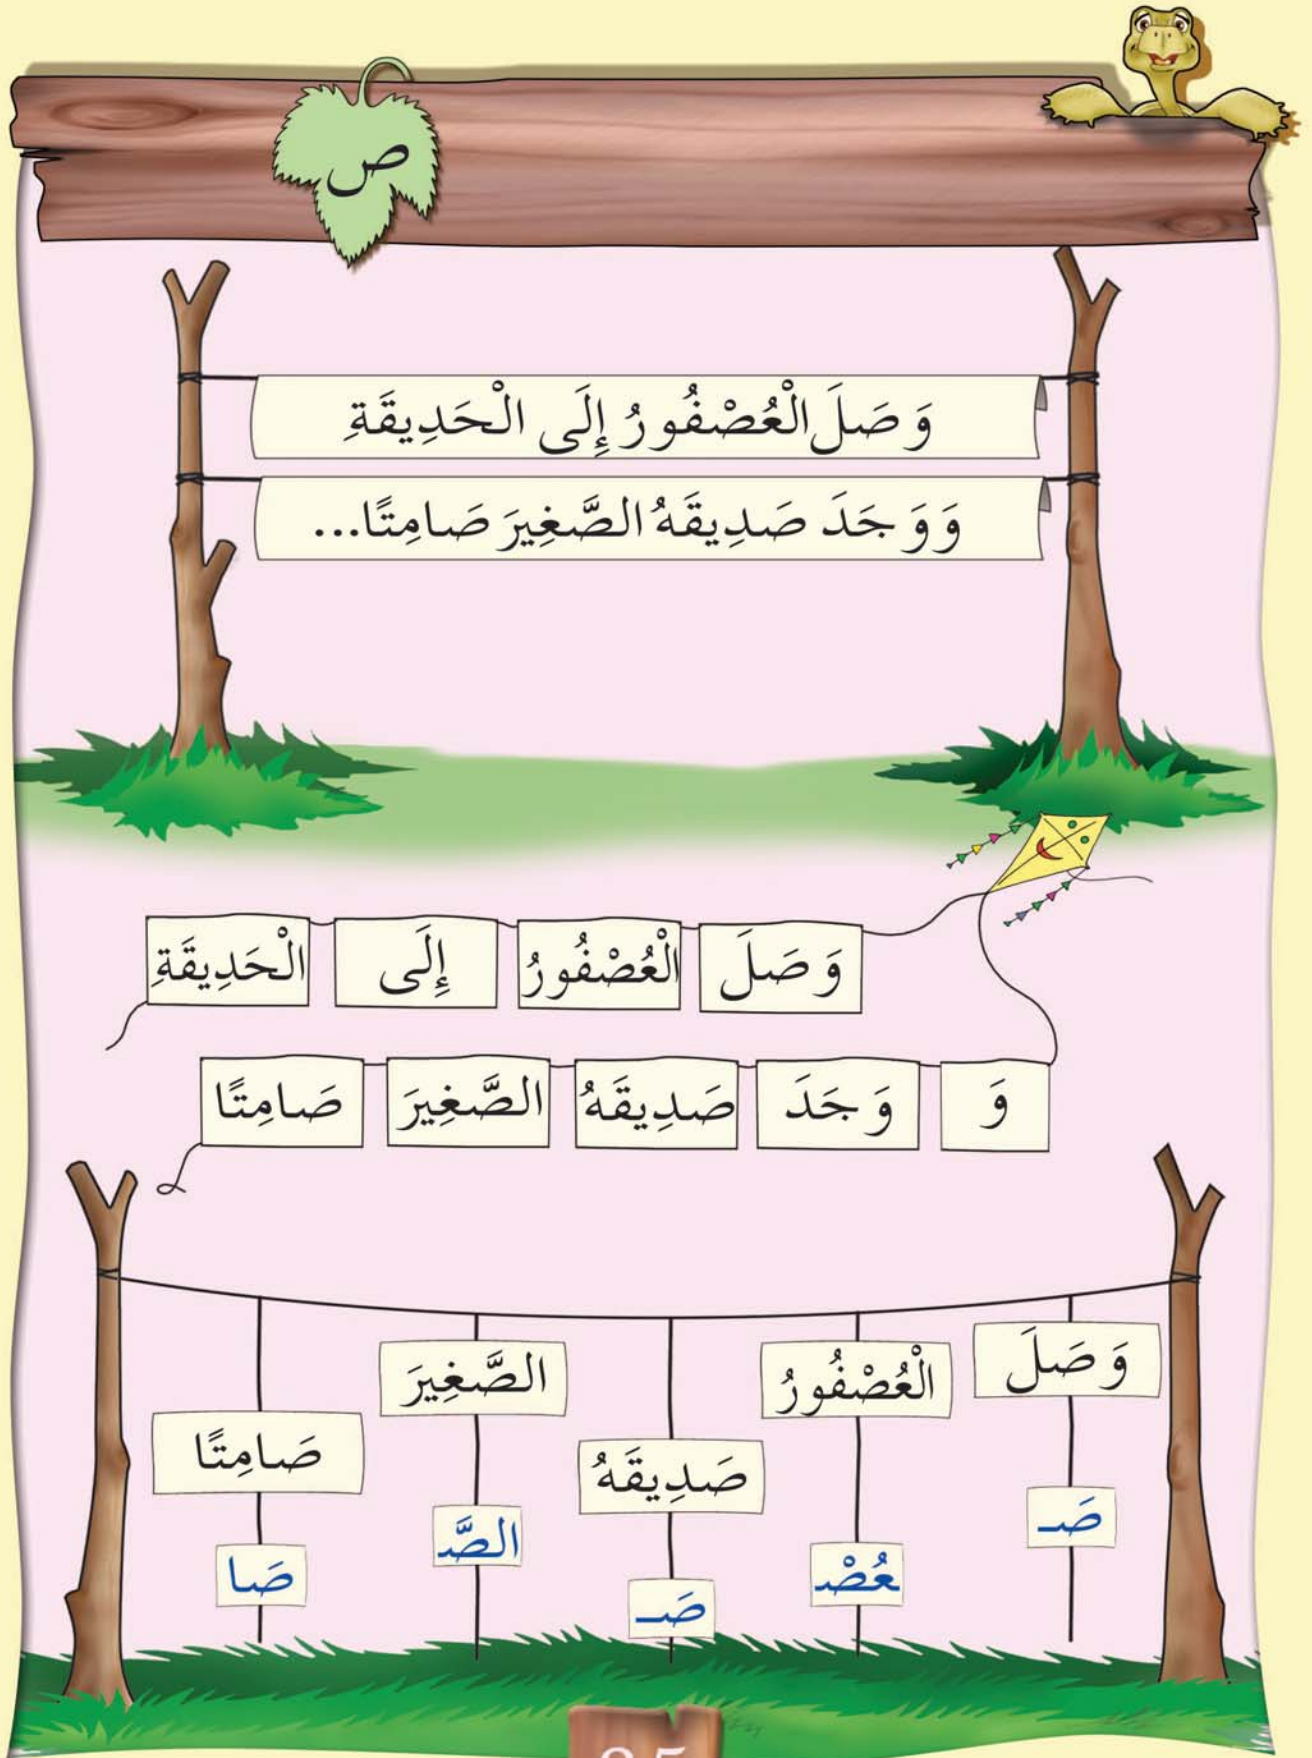 ص
وَصَلَ الْعُصْفُورُ إِلَى الْحَدِيقَةِ
وَوَجَدَ صَدِيقَهُ الصَّغِيرَ صَامِتًا...
وَصَلَ الْعُصْفُورُ إِلَى الْحَدِيقَةِ
وَ وَجَدَ صَدِيقَهُ الصَّغِيرَ صَامِتًا
وَصَلَ الْعُصْفُورُ صَدِيقَهُ الصَّغِيرَ صَامِتًا
صَـ عُصْـ صَـ الصَّـ صَا